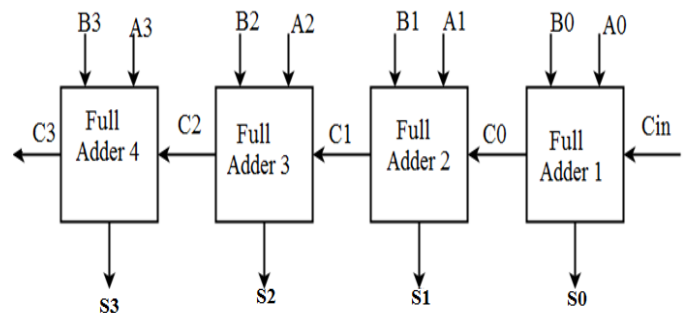 B3 A3 B2 A2 B1 A1 B0 A0
C3 Full Adder 4 C2 Full Adder 3 C1 Full Adder 2 C0 Full Adder 1 Cin
S3 S2 S1 S0